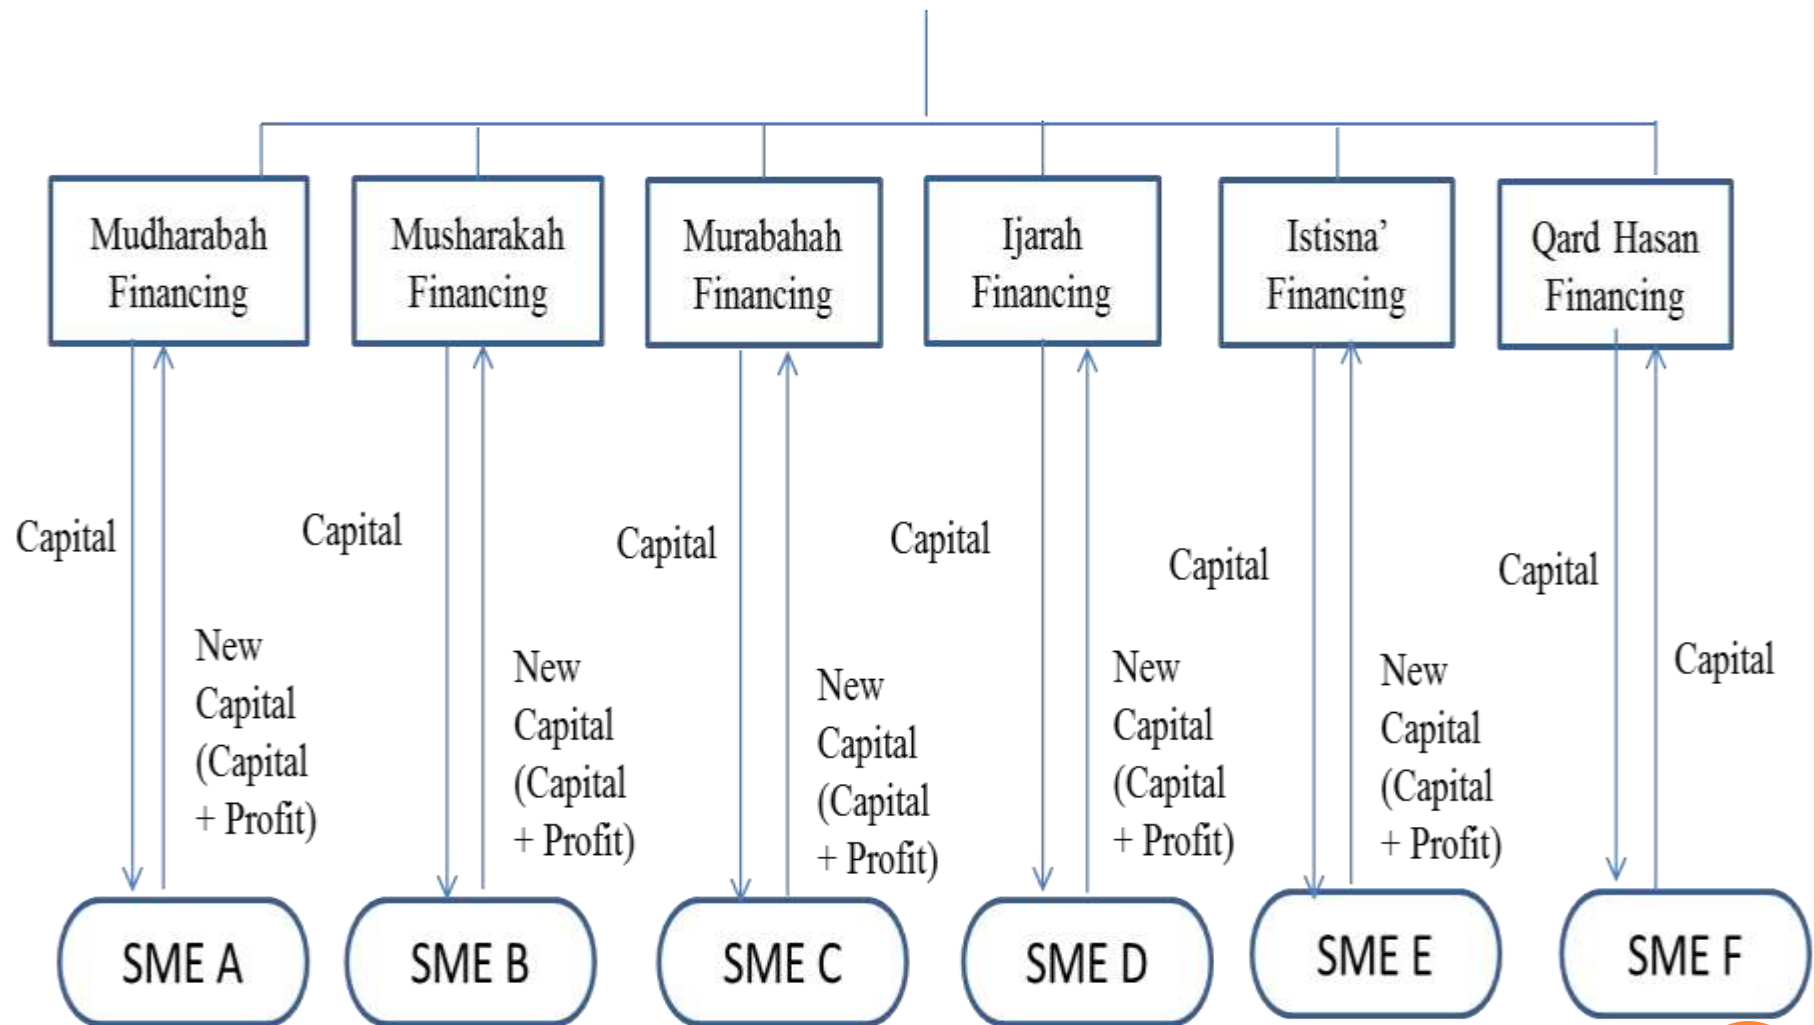 Mudharabah
Financing
Musharakah
Financing
Murabahah
Financing
Ijarah
Financing
Istisna’
Financing
Qard Hasan
Financing
Capital
Capital
Capital
Capital
Capital
Capital
New
Capital
(Capital
+ Profit)
New
Capital
(Capital
+ Profit)
New
Capital
(Capital
+ Profit)
New
Capital
(Capital
+ Profit)
New
Capital
(Capital
+ Profit)
Capital
SME A
SME B
SME C
SME D
SME E
SME F